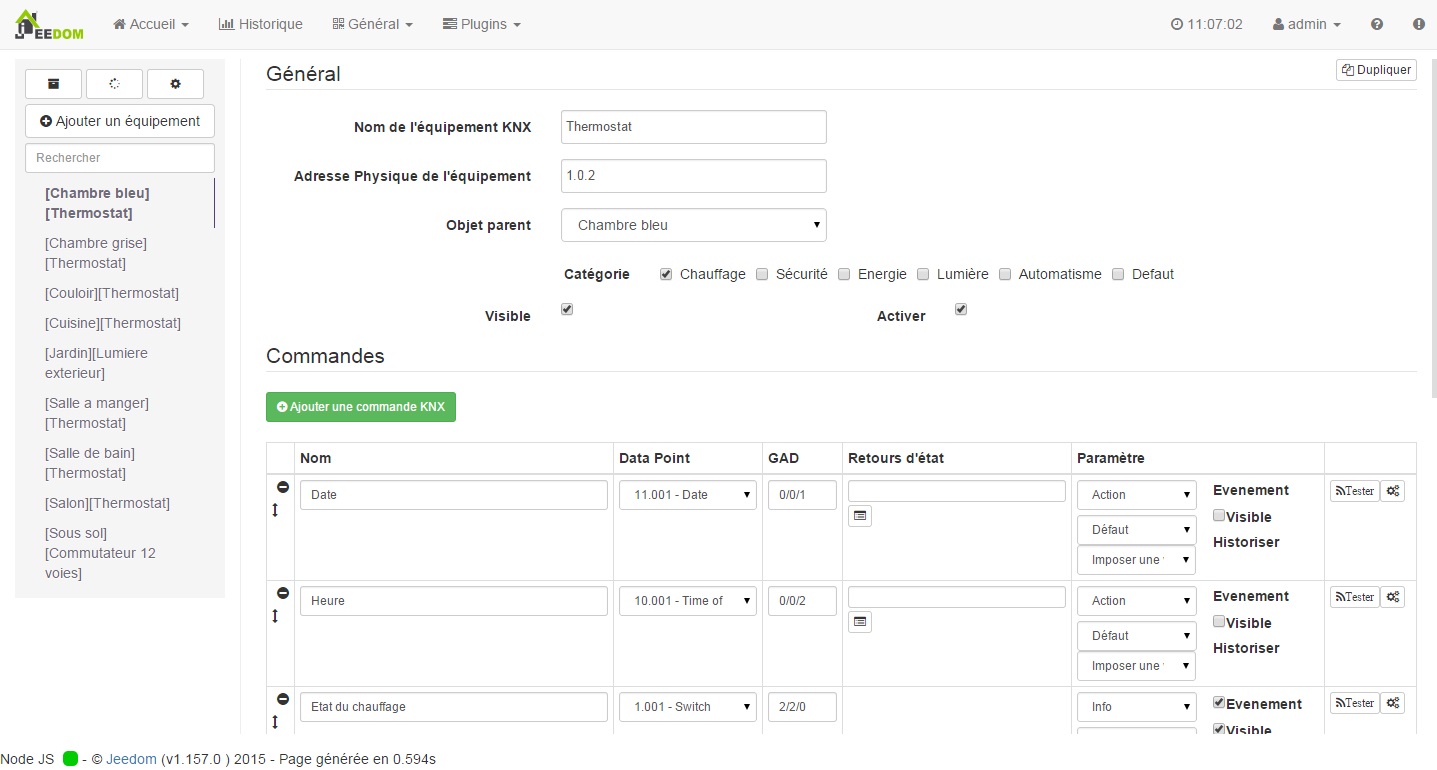 JEEDOM Accueil Historique Général Plugins 11:07:02 admin
Ajouter un équipement
Rechercher
[Chambre bleu]
[Thermostat]
[Chambre grise]
[Thermostat]
[Couloir][Thermostat]
[Cuisine][Thermostat]
[Jardin][Lumiere
exterieur]
[Salle a manger]
[Thermostat]
[Salle de bain]
[Thermostat]
[Salon][Thermostat]
[Sous sol]
[Commutateur 12
voies]
Général Dupliquer
Nom de l'équipement KNX Thermostat
Adresse Physique de l'équipement 1.0.2
Objet parent Chambre bleu
Catégorie Chauffage Sécurité Energie Lumière Automatisme Defaut
Visible Activer
Commandes
Ajouter une commande KNX
Nom Data Point GAD Retours d'état Paramètre
Date 11.001 - Date 0/0/1 Action Evenement Tester
Visible
Défaut
Historiser
Imposer une
Heure 10.001 - Time of 0/0/2 Action Evenement Tester
Visible
Défaut
Historiser
Imposer une
Etat du chauffage 1.001 - Switch 2/2/0 Info Evenement Tester
Visible
Node JS - © Jeedom (v1.157.0 ) 2015 - Page générée en 0.594s